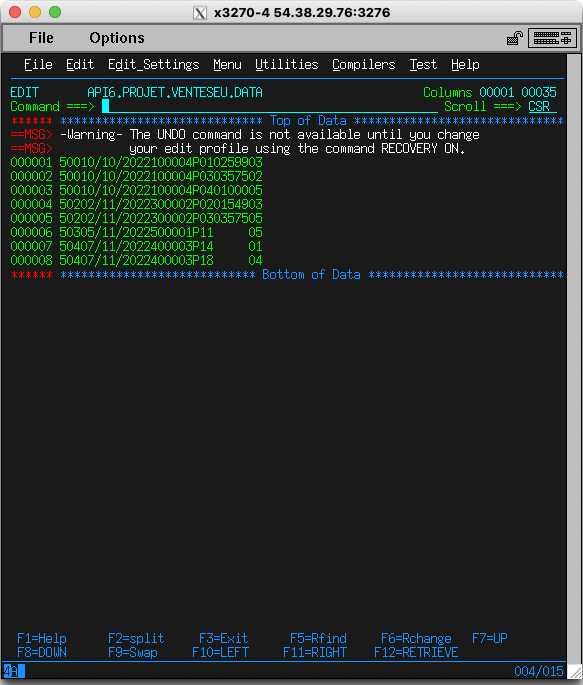 x3270-4 54.38.29.76:3276
File Options
File Edit Edit_Settings Menu Utilities Compilers Test Help
EDIT API6.PROJET.VENTESEU.DATA Columns 00001 00035
Command ===> Scroll ===> CSR
****** **************************** Top of Data ******************************
==MSG> -Warning- The UNDO command is not available until you change
==MSG> your edit profile using the command RECOVERY ON.
000001 50010/10/2022100004P010259903
000002 50010/10/2022100004P030357502
000003 50010/10/2022100004P040100005
000004 50202/11/2022300002P020154903
000005 50202/11/2022300002P030357505
000006 50305/11/2022500001P11 05
000007 50407/11/2022400003P14 01
000008 50407/11/2022400003P18 04
****** **************************** Bottom of Data ****************************
F1=Help F2=split F3=Exit F5=Rfind F6=Rchange F7=UP
F8=DOWN F9=Swap F10=LEFT F11=RIGHT F12=RETRIEVE
4A 004/015